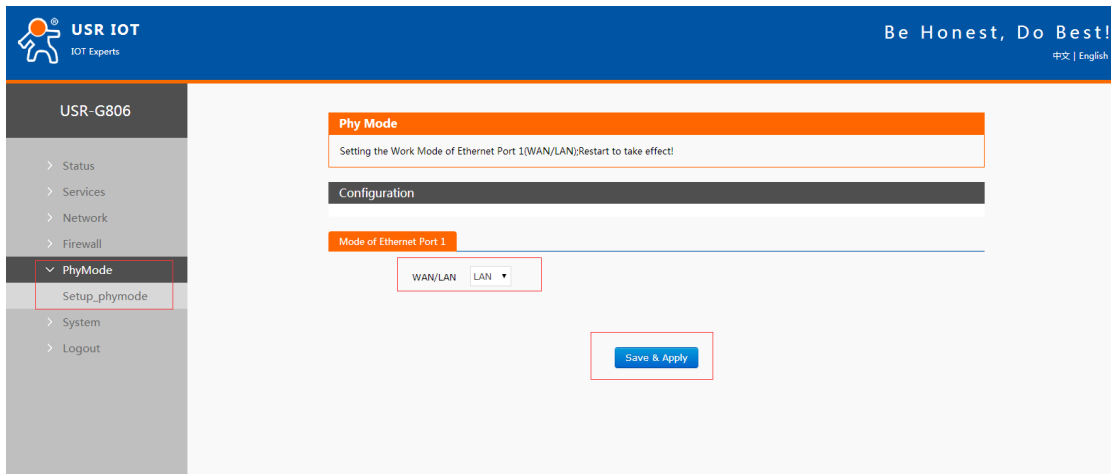 USR IOT
IOT Experts
Be Honest, Do Best!
中文 | English
USR-G806
Status
Services
Network
Firewall
PhyMode
Setup_phymode
System
Logout
Phy Mode
Setting the Work Mode of Ethernet Port 1(WAN/LAN);Restart to take effect!
Configuration
Mode of Ethernet Port 1
WAN/LAN LAN
Save & Apply